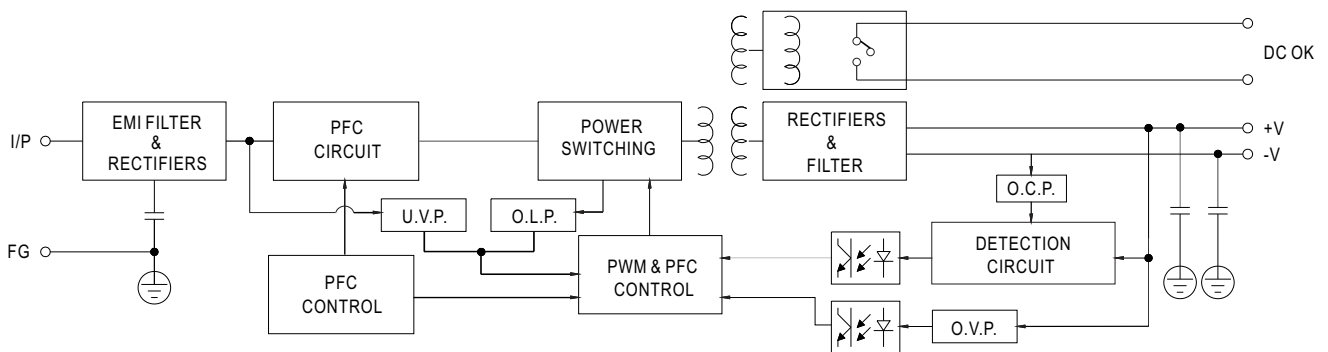 DC OK
I/P
EMI FILTER
&
RECTIFIERS
PFC
CIRCUIT
POWER
SWITCHING
RECTIFIERS
&
FILTER
+V
-V
O.C.P.
U.V.P.
O.L.P.
FG
DETECTION
CIRCUIT
PFC
CONTROL
PWM & PFC
CONTROL
O.V.P.